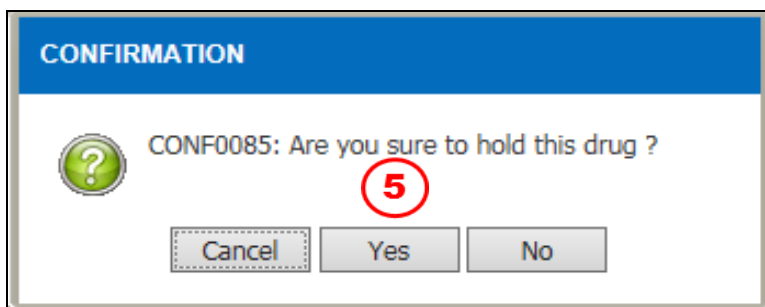 CONFIRMATION
CONF0085: Are you sure to hold this drug ?
5
Cancel Yes No